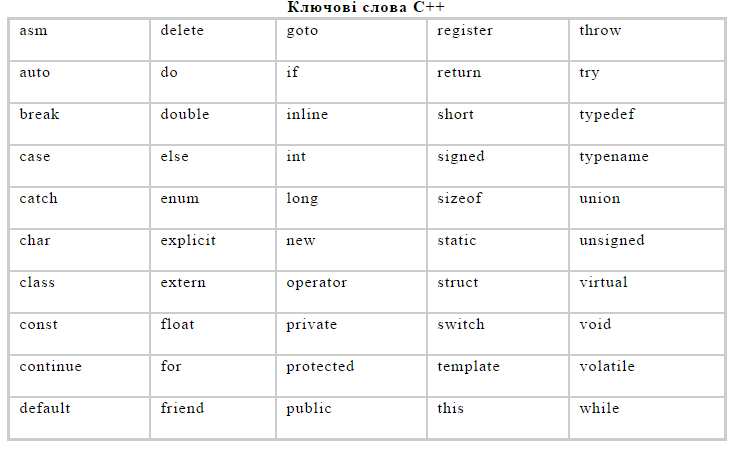 Ключові слова C++
asm delete goto register throw
auto do if return try
break double inline short typedef
case else int signed typename
catch enum long sizeof union
char explicit new static unsigned
class extern operator struct virtual
const float private switch void
continue for protected template volatile
default friend public this while